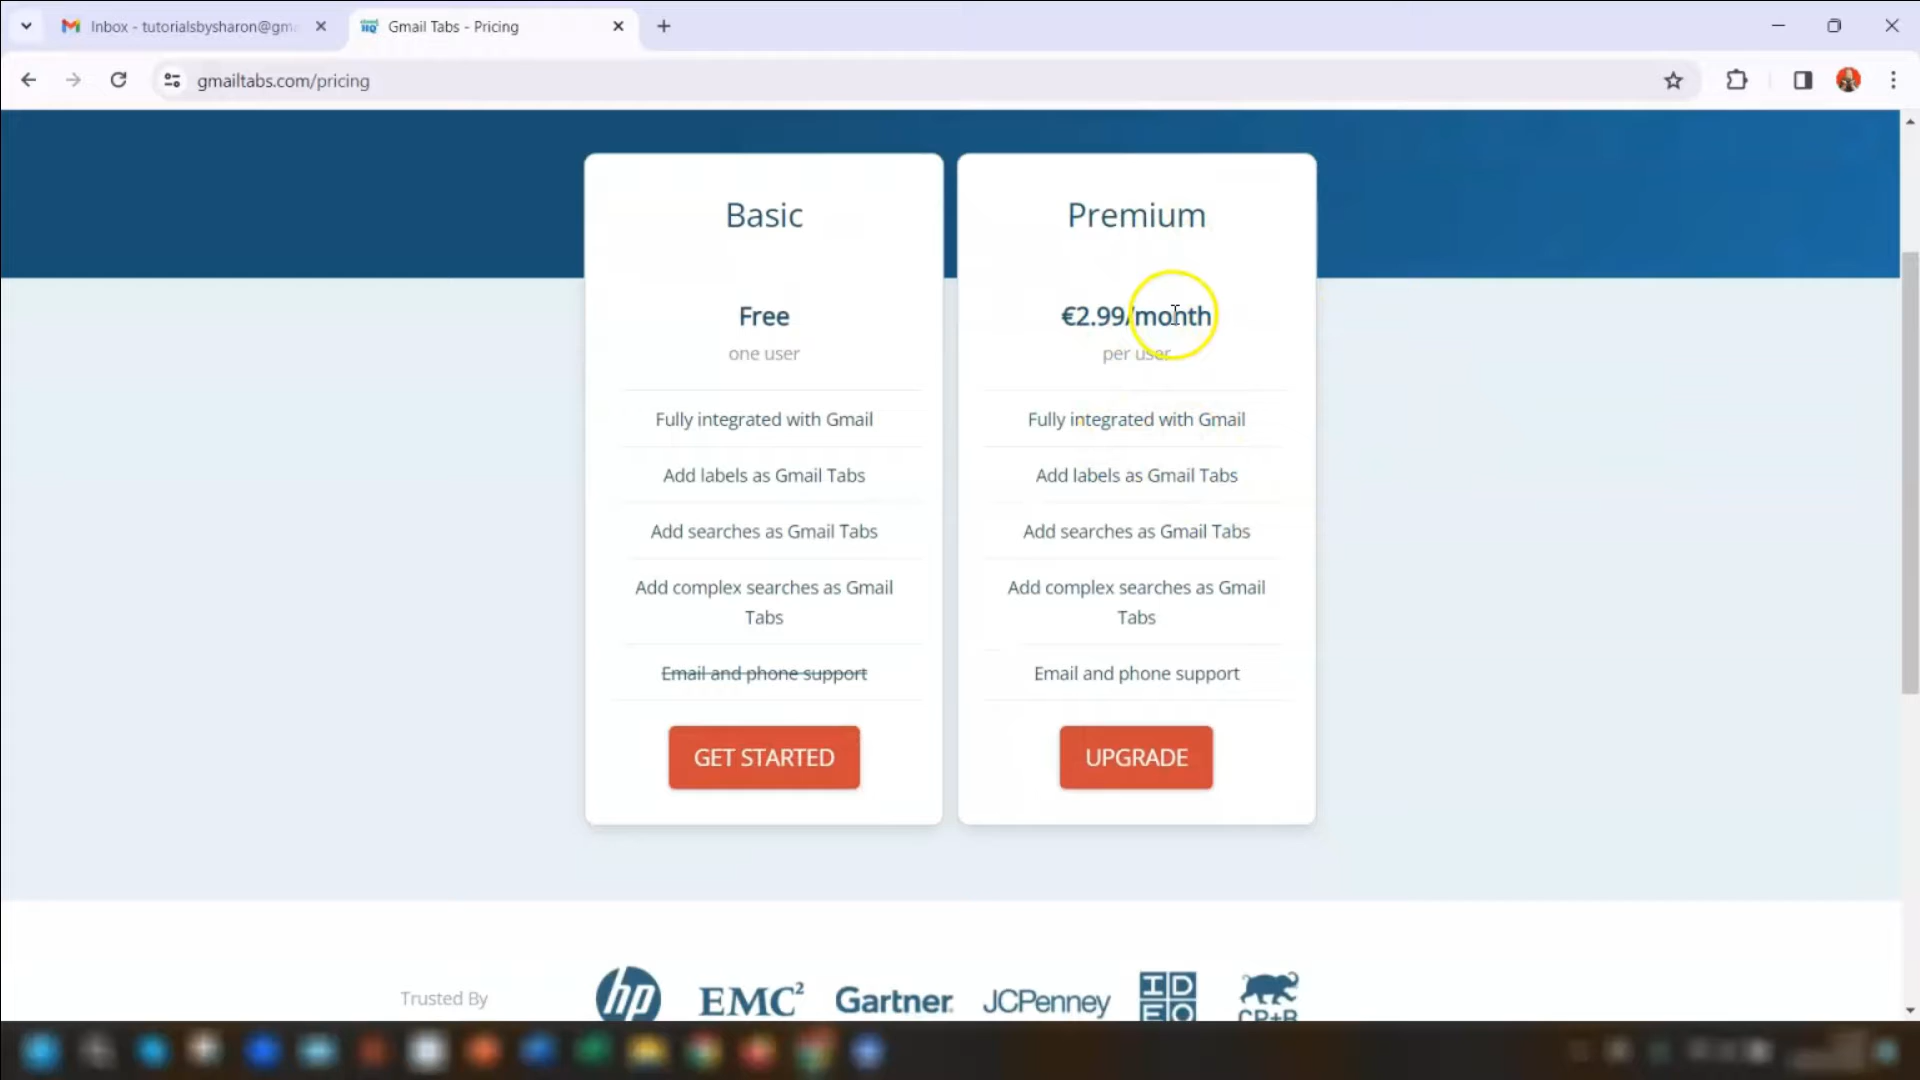 Inbox - tutorialsbysharon@gm
Gmail Tabs - Pricing
gmailtabs.com/pricing
Basic
Free
one user
Fully integrated with Gmail
Add labels as Gmail Tabs
Add searches as Gmail Tabs
Add complex searches as Gmail
Tabs
Email and phone support
GET STARTED
Premium
€2.99/month
per user
Fully integrated with Gmail
Add labels as Gmail Tabs
Add searches as Gmail Tabs
Add complex searches as Gmail
Tabs
Email and phone support
UPGRADE
Trusted By
hp
EMC²
Gartner
JCPenney
IDEO
CP+B